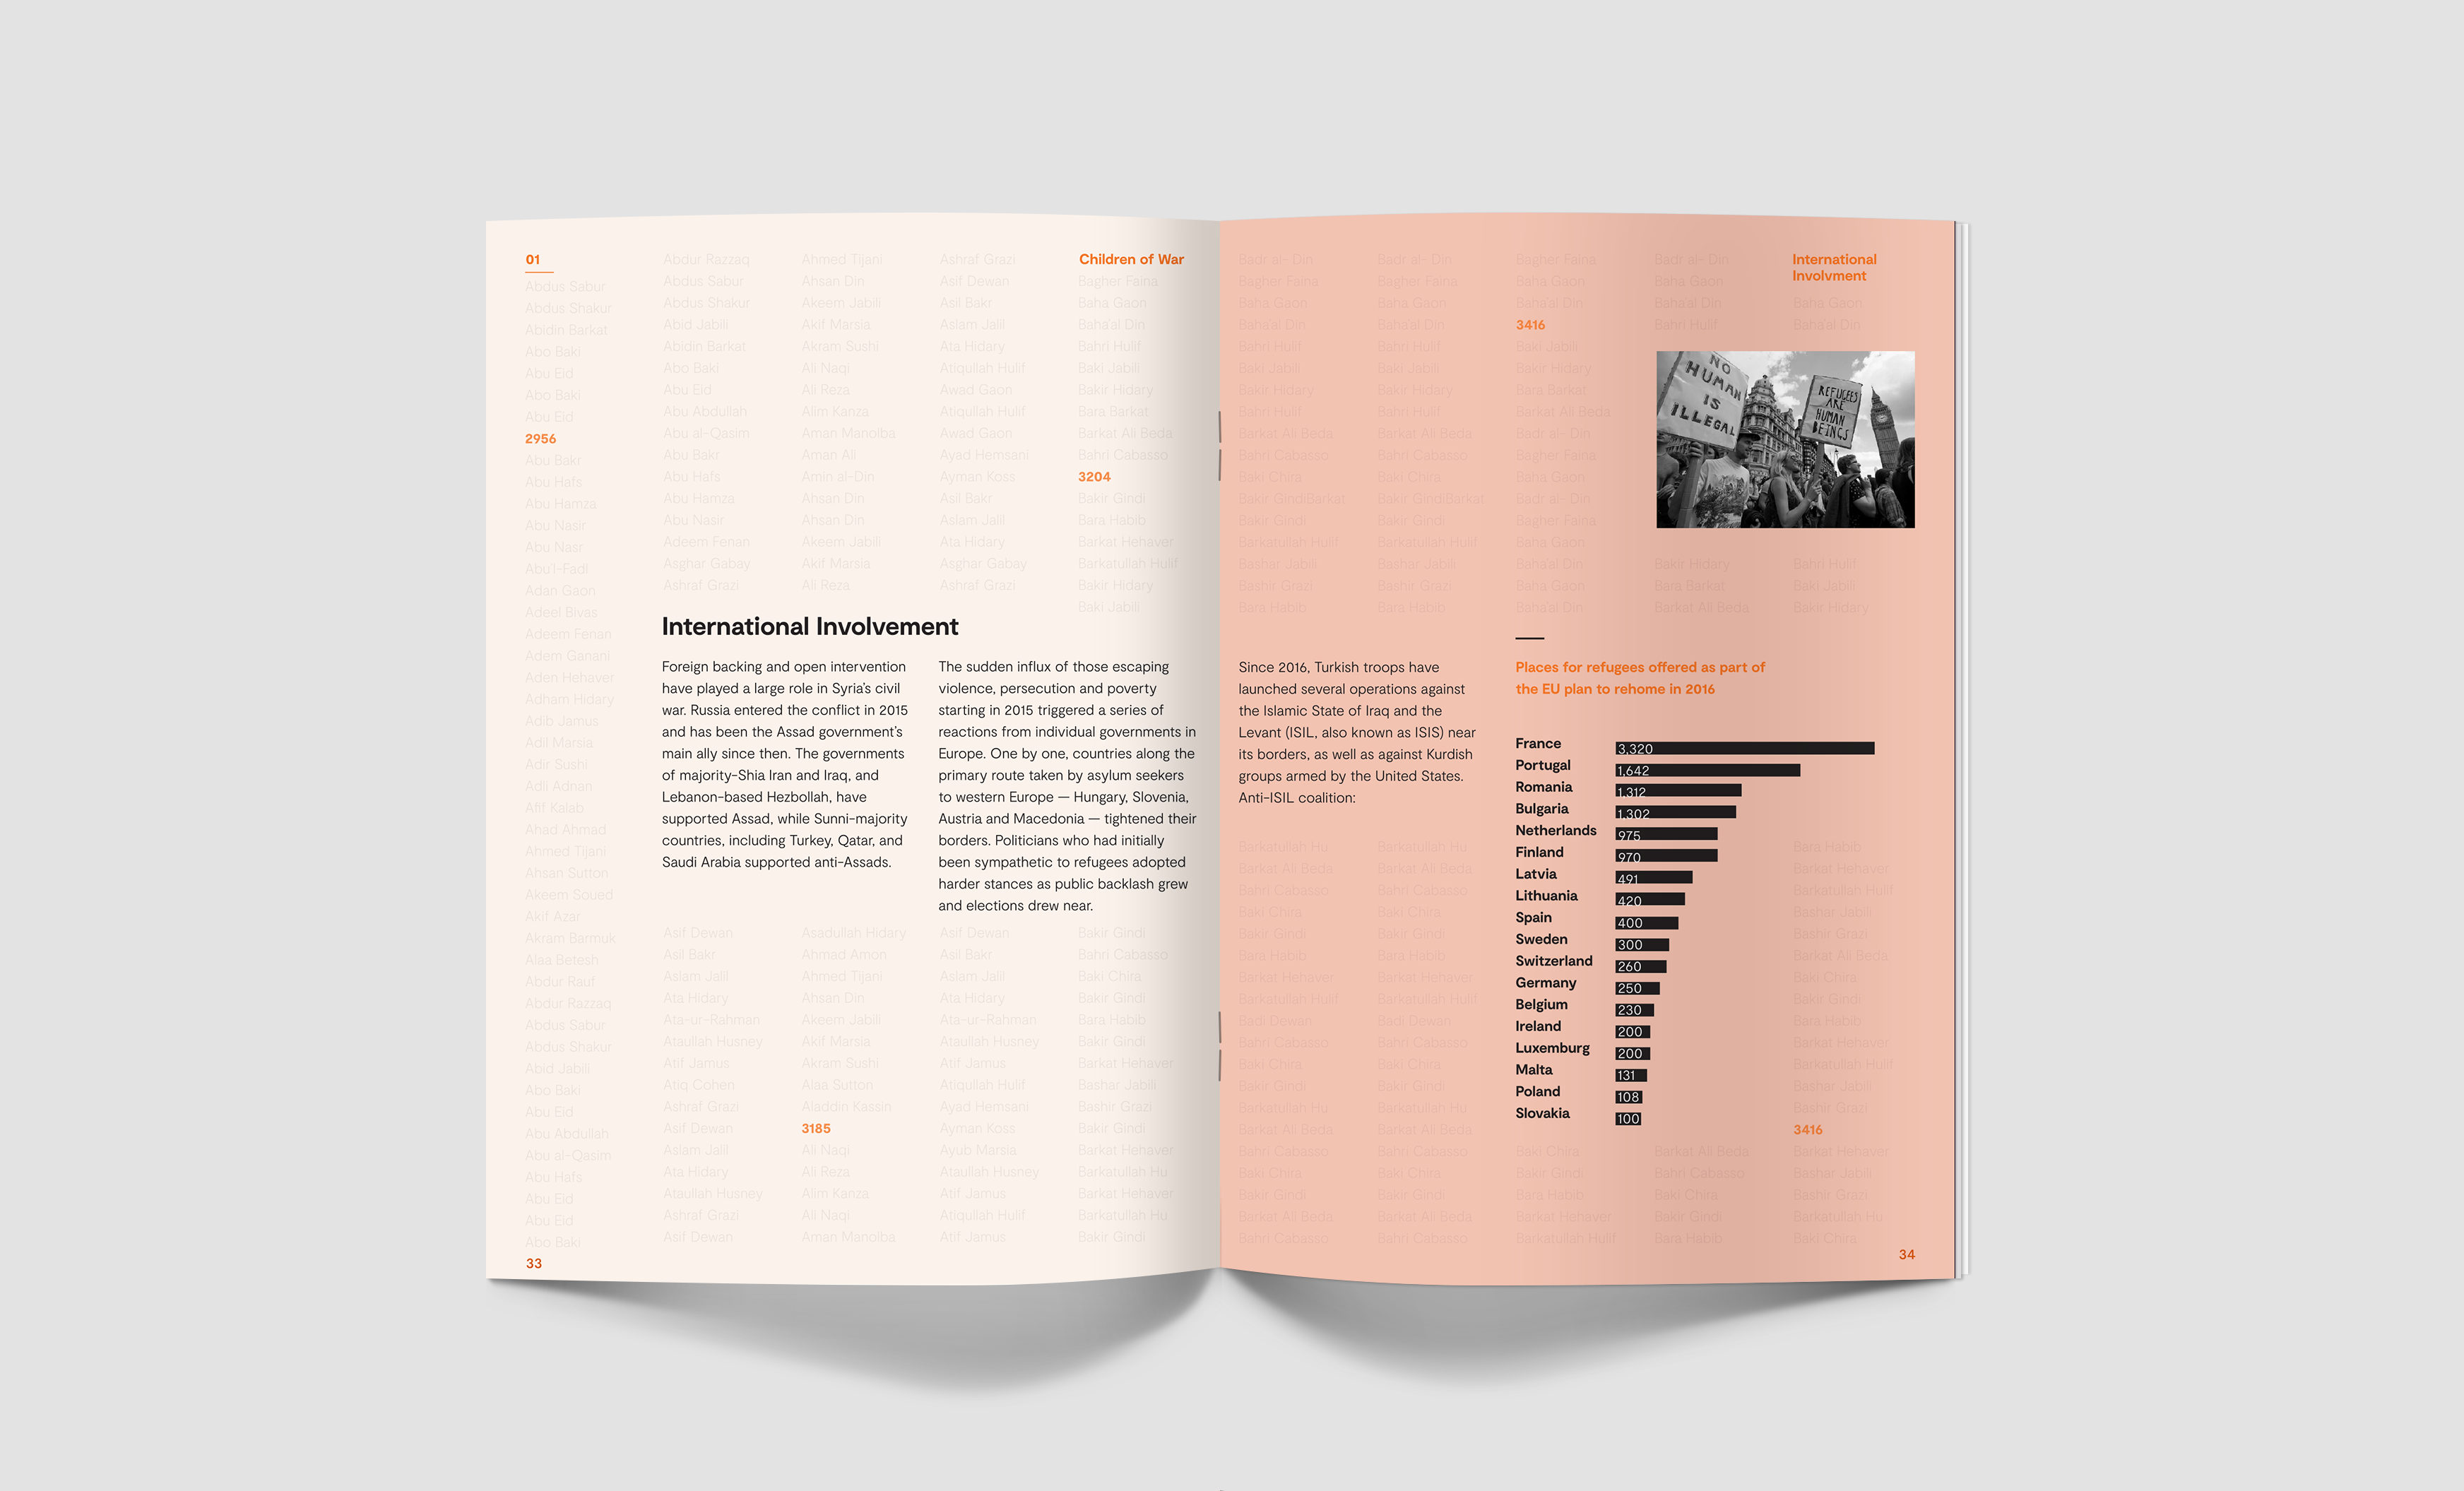 01
Abdus Sabur
Abdus Shakur
Abidin Barkat
Abo Baki
Abu Eid
Abo Baki
Abu Eid
2956
Abu Bakr
Abu Hafs
Abu Hamza
Abu Nasir
Abu Nasr
Abu'l-Fadl
Adan Gaon
Adeel Bivas
Adeem Fenan
Adem Ganani
Aden Hehaver
Adham Hidary
Adib Jamus
Adil Marsia
Adir Sushi
Adli Adnan
Afif Kalab
Ahad Ahmad
Ahmed Tijani
Ahsan Sutton
Akeem Soued
Akif Azar
Akram Barmuk
Alaa Betesh
Abdur Rauf
Abdur Razzaq
Abdus Sabur
Abdus Shakur
Abid Jabili
Abo Baki
Abu Eid
Abu Abdullah
Abu al-Qasim
Abu Hafs
Abu Eid
Abu Eid
Abo Baki
33
Abdur Razzaq
Abdus Sabur
Abdus Shakur
Abid Jabili
Abidin Barkat
Abo Baki
Abu Eid
Abu Abdullah
Abu al-Qasim
Abu Bakr
Abu Hafs
Abu Hamza
Abu Nasir
Adeem Fenan
Asghar Gabay
Ashraf Grazi
Ahmed Tijani
Ahsan Din
Akeem Jabili
Akif Marsia
Akram Sushi
Ali Naqi
Ali Reza
Alim Kanza
Aman Manolba
Aman Ali
Amin al-Din
Ahsan Din
Ahsan Din
Akeem Jabili
Akif Marsia
Ali Reza
Ashraf Grazi
Asif Dewan
Asil Bakr
Aslam Jalil
Ata Hidary
Atiqullah Hulif
Awad Gaon
Atiqullah Hulif
Awad Gaon
Ayad Hemsani
Ayman Koss
Asil Bakr
Aslam Jalil
Ata Hidary
Asghar Gabay
Ashraf Grazi
Children of War
Bagher Faina
Baha Gaon
Baha'al Din
Bahri Hulif
Baki Jabili
Bakir Hidary
Bara Barkat
Barkat Ali Beda
Bahri Cabasso
3204
Bakir Gindi
Bara Habib
Barkat Hehaver
Barkatullah Hulif
Bakir Hidary
Baki Jabili
International Involvement
Foreign backing and open intervention
have played a large role in Syria's civil
war. Russia entered the conflict in 2015
and has been the Assad government's
main ally since then. The governments
of majority-Shia Iran and Iraq, and
Lebanon-based Hezbollah, have
supported Assad, while Sunni-majority
countries, including Turkey, Qatar, and
Saudi Arabia supported anti-Assads.
The sudden influx of those escaping
violence, persecution and poverty
starting in 2015 triggered a series of
reactions from individual governments in
Europe. One by one, countries along the
primary route taken by asylum seekers
to western Europe — Hungary, Slovenia,
Austria and Macedonia — tightened their
borders. Politicians who had initially
been sympathetic to refugees adopted
harder stances as public backlash grew
and elections drew near.
Asif Dewan
Asil Bakr
Aslam Jalil
Ata Hidary
Ata-ur-Rahman
Ataullah Husney
Atif Jamus
Atiq Cohen
Ashraf Grazi
Asif Dewan
Aslam Jalil
Ata Hidary
Ataullah Husney
Ashraf Grazi
Asif Dewan
Asadullah Hidary
Ahmad Amon
Ahmed Tijani
Ahsan Din
Akeem Jabili
Akif Marsia
Akram Sushi
Alaa Sutton
Aladdin Kassin
3185
Ali Naqi
Ali Reza
Alim Kanza
Ali Naqi
Aman Manolba
Asif Dewan
Asil Bakr
Aslam Jalil
Ata Hidary
Ata-ur-Rahman
Ataullah Husney
Atif Jamus
Atiqullah Hulif
Ayad Hemsani
Ayman Koss
Ayub Marsia
Ataullah Husney
Atif Jamus
Atiqullah Hulif
Atif Jamus
Bakir Gindi
Bahri Cabasso
Baki Chira
Bakir Gindi
Bara Habib
Bakir Gindi
Barkat Hehaver
Bashar Jabili
Bashir Grazi
Bakir Gindi
Barkat Hehaver
Barkatullah Hu
Barkat Hehaver
Barkatullah Hu
Bakir Gindi
Badr al- Din
Bagher Faina
Baha Gaon
Baha'al Din
Bahri Hulif
Baki Jabili
Bakir Hidary
Bahri Hulif
Barkat Ali Beda
Bahri Cabasso
Baki Chira
Bakir GindiBarkat
Bakir Gindi
Barkatullah Hulif
Bashar Jabili
Bashir Grazi
Bara Habib
Badr al- Din
Bagher Faina
Baha Gaon
Baha'al Din
Bahri Hulif
Baki Jabili
Bakir Hidary
Bahri Hulif
Barkat Ali Beda
Bahri Cabasso
Baki Chira
Bakir GindiBarkat
Bakir Gindi
Barkatullah Hulif
Bashar Jabili
Bashir Grazi
Bara Habib
Bagher Faina
Baha Gaon
Baha'al Din
3416
Baki Jabili
Bakir Hidary
Bara Barkat
Barkat Ali Beda
Badr al- Din
Bagher Faina
Baha Gaon
Badr al- Din
Bagher Faina
Baha Gaon
Baha'al Din
Baha Gaon
Baha'al Din
Badr al- Din
Baha Gaon
Baha'al Din
Bahri Hulif
International
Involvment
Baha Gaon
Baha'al Din
NO
HUMAN
IS
ILLEGAL
REFUGEES
ARE
HUMAN
BEINGS
Bakir Hidary
Bara Barkat
Barkat Ali Beda
Bahri Hulif
Baki Jabili
Bakir Hidary
Since 2016, Turkish troops have
launched several operations against
the Islamic State of Iraq and the
Levant (ISIL, also known as ISIS) near
its borders, as well as against Kurdish
groups armed by the United States.
Anti-ISIL coalition:
Barkatullah Hu
Barkat Ali Beda
Bahri Cabasso
Baki Chira
Bakir Gindi
Bara Habib
Barkat Hehaver
Barkatullah Hulif
Badi Dewan
Bahri Cabasso
Baki Chira
Bakir Gindi
Barkatullah Hu
Barkat Ali Beda
Bahri Cabasso
Baki Chira
Bakir Gindi
Barkat Ali Beda
Bahri Cabasso
Barkatullah Hu
Barkat Ali Beda
Bahri Cabasso
Baki Chira
Bakir Gindi
Bara Habib
Barkat Hehaver
Barkatullah Hulif
Badi Dewan
Bahri Cabasso
Baki Chira
Bakir Gindi
Barkatullah Hu
Barkat Ali Beda
Bahri Cabasso
Baki Chira
Bakir Gindi
Barkat Ali Beda
Bahri Cabasso
Places for refugees offered as part of
the EU plan to rehome in 2016
France 3,320
Portugal 1,642
Romania 1,312
Bulgaria 1,302
Netherlands 975
Finland 970
Latvia 491
Lithuania 420
Spain 400
Sweden 300
Switzerland 260
Germany 250
Belgium 230
Ireland 200
Luxemburg 200
Malta 131
Poland 108
Slovakia 100
Baki Chira
Bakir Gindi
Bara Habib
Barkat Hehaver
Barkatullah Hulif
Barkat Ali Beda
Bahri Cabasso
Baki Chira
Bakir Gindi
Bara Habib
Bara Habib
Barkat Hehaver
Barkatullah Hulif
Bashar Jabili
Bashir Grazi
Barkat Ali Beda
Baki Chira
Bakir Gindi
Bara Habib
Barkat Hehaver
Barkatullah Hulif
Bashar Jabili
Bashir Grazi
3416
Barkat Hehaver
Bashar Jabili
Bashir Grazi
Barkatullah Hu
Baki Chira
34